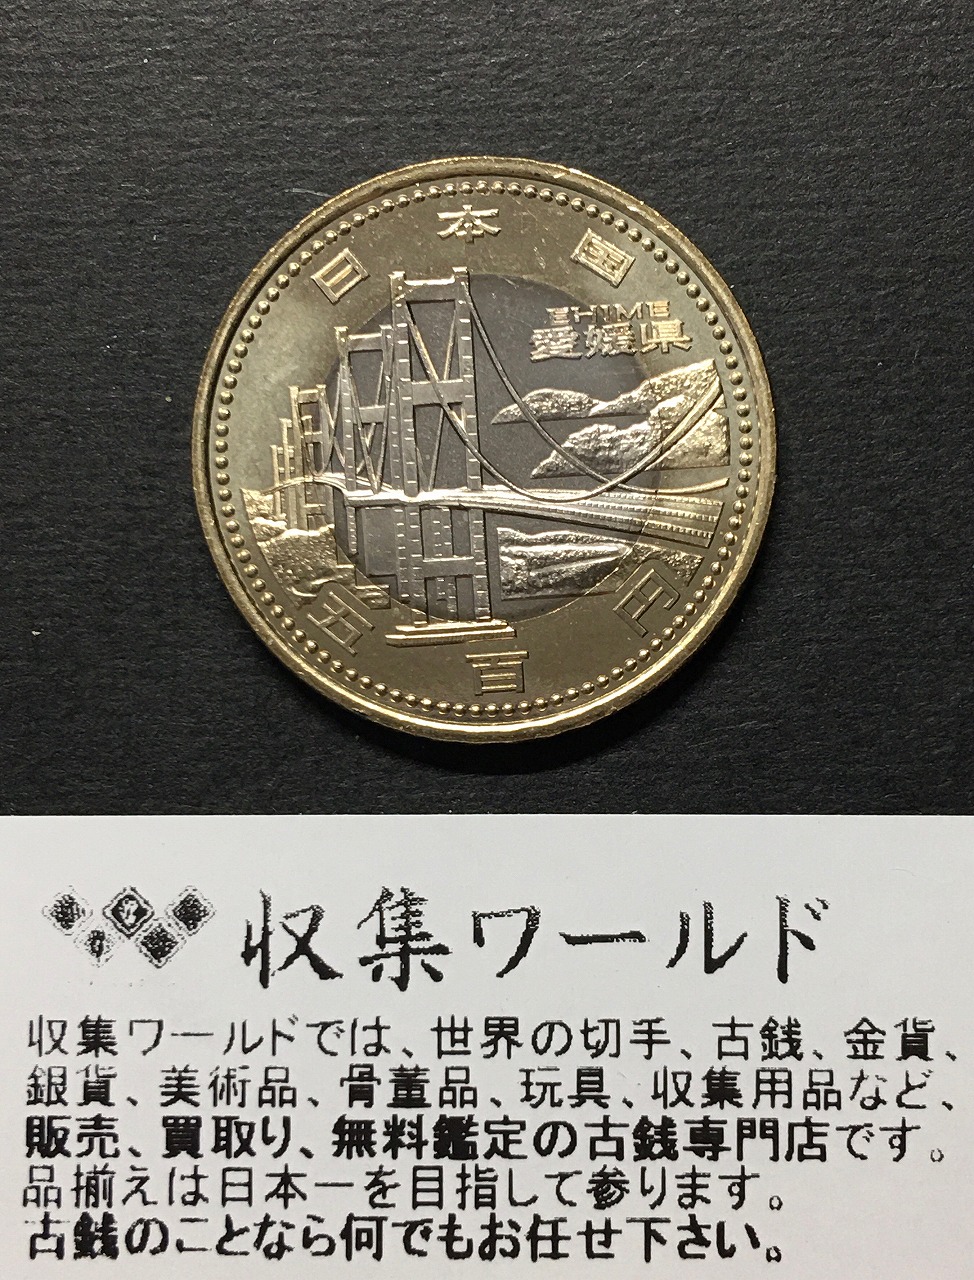 日本国
EHIME
愛媛県
五百円
収集ワールド
収集ワールドでは、世界の切手、古銭、金貨、
銀貨、美術品、骨董品、玩具、収集用品など、
販売、買取り、無料鑑定の古銭専門店です。
品揃えは日本一を目指して参ります。
古銭のことなら何でもお任せ下さい。